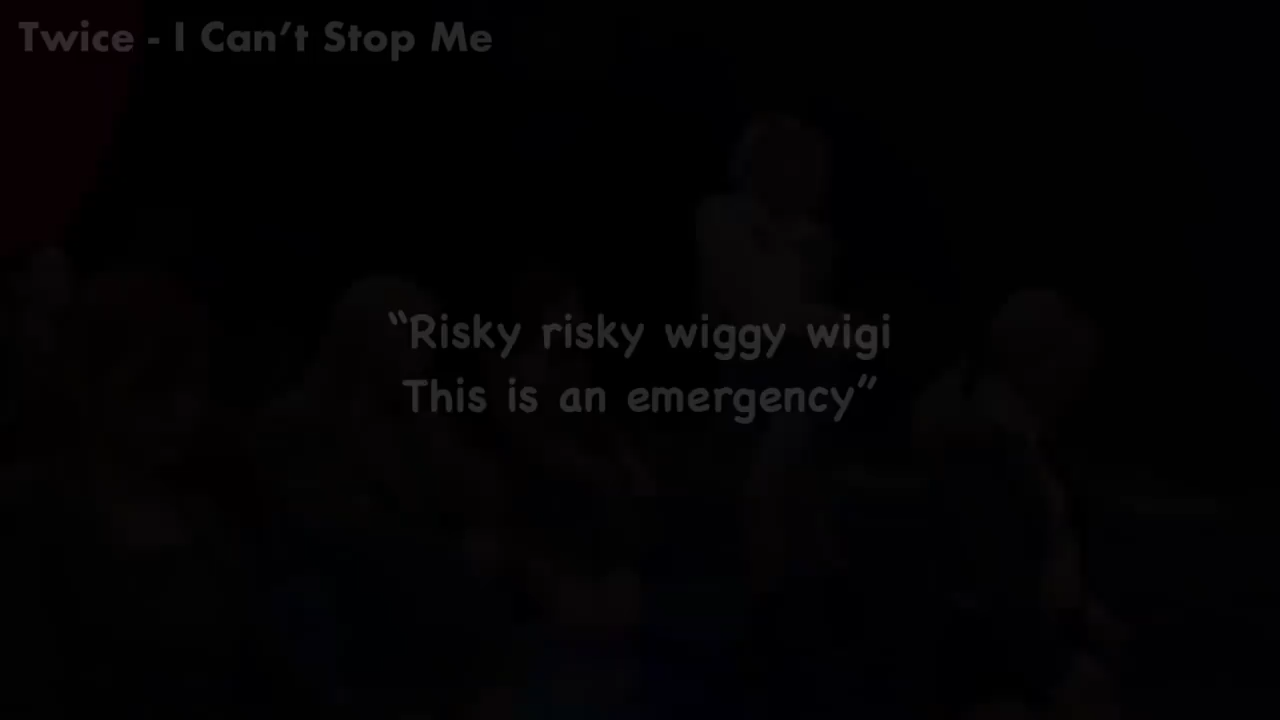 Twice - I Can’t Stop Me
“Risky risky wiggy wigi
This is an emergency”